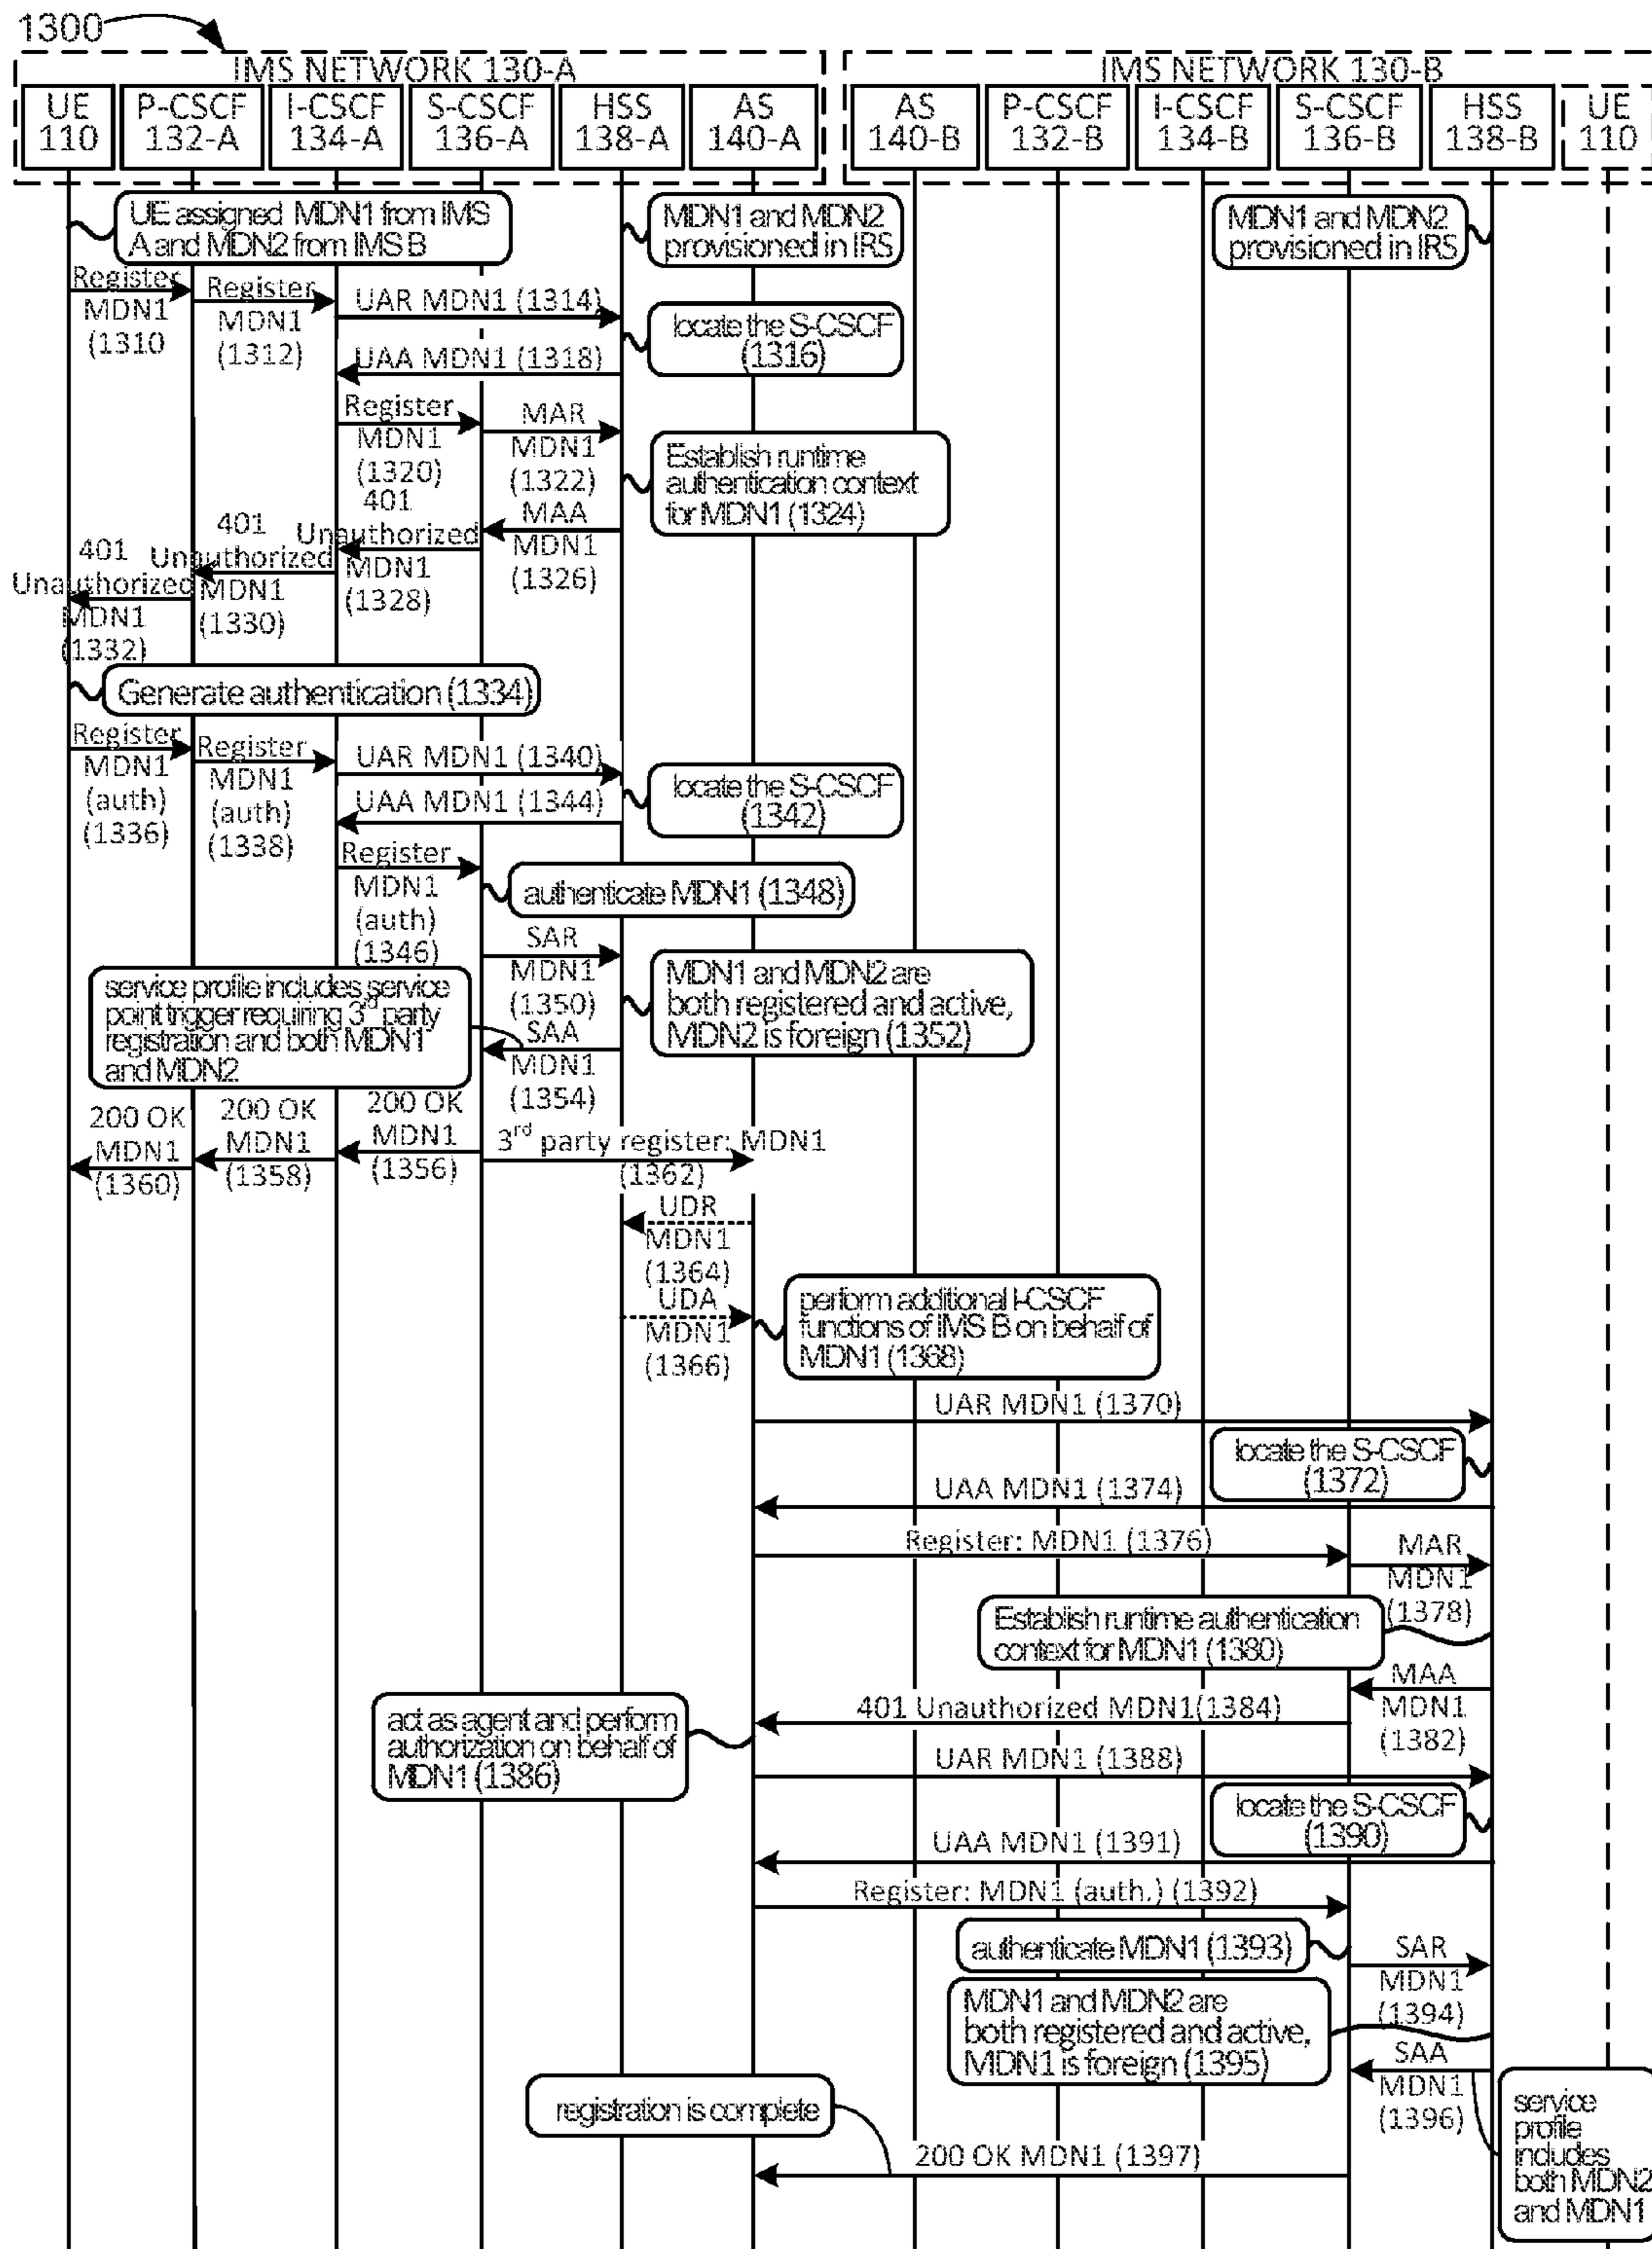 1300
IMS NETWORK 130-A
IMS NETWORK 130-B
UE
110
P-CSCF
132-A
I-CSCF
134-A
S-CSCF
136-A
HSS
138-A
AS
140-A
AS
140-B
P-CSCF
132-B
I-CSCF
134-B
S-CSCF
136-B
HSS
138-B
UE
110
UE assigned MDN1 from IMS
A and MDN2 from IMS B
MDN1 and MDN2
provisioned in IRS
MDN1 and MDN2
provisioned in IRS
Register
MDN1
(1310
Register
MDN1
(1312)
UAR MDN1 (1314)
locate the S-CSCF
(1316)
UAA MDN1 (1318)
Register
MDN1
(1320)
MAR
MDN1
(1322)
Establish runtime
authentication context
for MDN1 (1324)
MAA
MDN1
(1326)
401
Unauthorized
MDN1
(1328)
401
Unauthorized
MDN1
(1330)
401
Unauthorized
MDN1
(1332)
Generate authentication (1334)
Register
MDN1
(auth)
(1336)
Register
MDN1
(auth)
(1338)
UAR MDN1 (1340)
locate the S-CSCF
(1342)
UAA MDN1 (1344)
Register
MDN1
(auth)
(1346)
authenticate MDN1 (1348)
SAR
MDN1
(1350)
MDN1 and MDN2 are
both registered and active,
MDN2 is foreign (1352)
service profile includes service
point trigger requiring 3rd party
registration and both MDN1
and MDN2
SAA
MDN1
(1354)
200 OK
MDN1
(1356)
200 OK
MDN1
(1358)
200 OK
MDN1
(1360)
3rd party register: MDN1
(1362)
UDR
MDN1
(1364)
UDA
MDN1
(1366)
perform additional I-CSCF
functions of IMS B on behalf of
MDN1 (1368)
UAR MDN1 (1370)
locate the S-CSCF
(1372)
UAA MDN1 (1374)
Register: MDN1 (1376)
MAR
MDN1
(1378)
Establish runtime authentication
context for MDN1 (1380)
MAA
MDN1
(1382)
401 Unauthorized MDN1(1384)
act as agent and perform
authorization on behalf of
MDN1 (1386)
UAR MDN1 (1388)
locate the S-CSCF
(1390)
UAA MDN1 (1391)
Register: MDN1 (auth.) (1392)
authenticate MDN1 (1393)
SAR
MDN1
(1394)
MDN1 and MDN2 are
both registered and active,
MDN1 is foreign (1395)
SAA
MDN1
(1396)
service
profile
includes
both MDN2
and MDN1
registration is complete
200 OK MDN1 (1397)